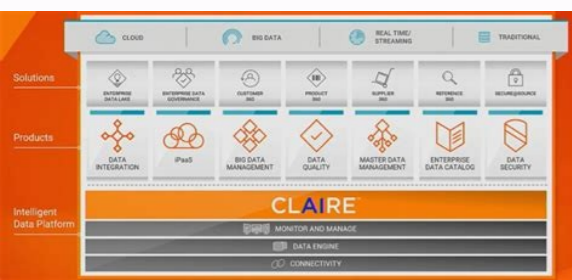 CLOUD
BIG DATA
REAL TIME/
STREAMING
TRADITIONAL
Solutions
ENTERPRISE
DATA LAKE
ENTERPRISE DATA
GOVERNANCE
CUSTOMER
360
PRODUCT
360
SUPPLIER
360
REFERENCE
360
SECURE@SOURCE
Products
DATA
INTEGRATION
iPaaS
BIG DATA
MANAGEMENT
DATA
QUALITY
MASTER DATA
MANAGEMENT
ENTERPRISE
DATA CATALOG
DATA
SECURITY
Intelligent
Data Platform
CLAIRE
MONITOR AND MANAGE
DATA ENGINE
CONNECTIVITY